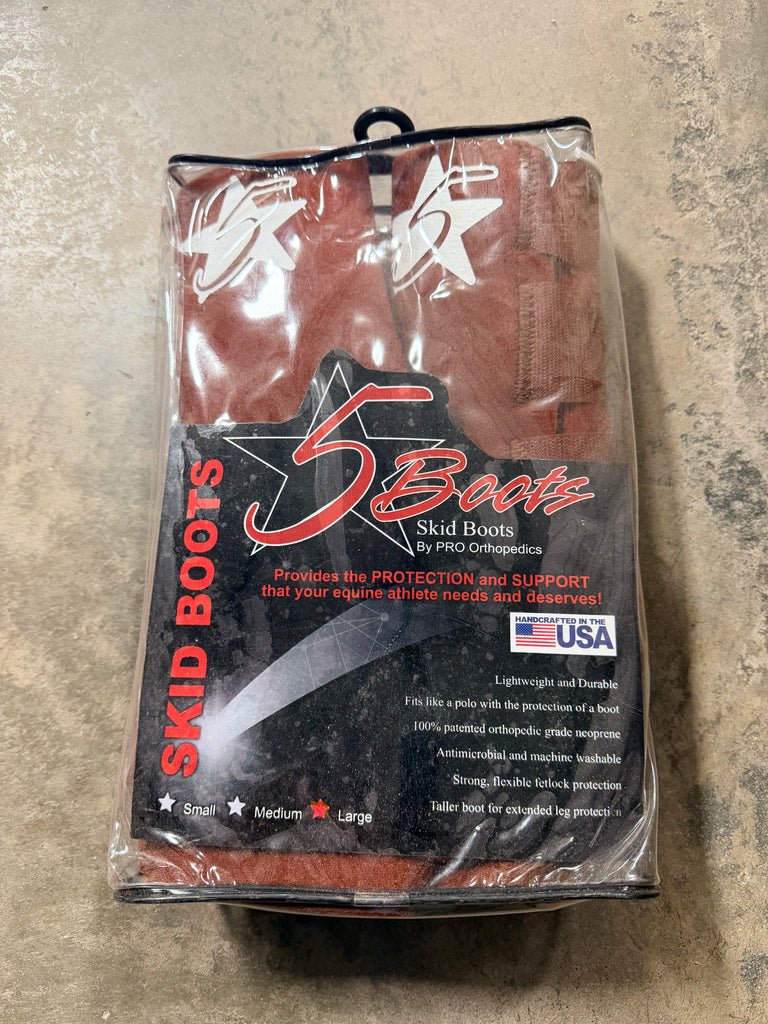 5
5
5 Boots
Skid Boots
By PRO Orthopedics
SKID BOOTS
Provides the PROTECTION and SUPPORT
that your equine athlete needs and deserves!
HANDCRAFTED IN THE
USA
Lightweight and Durable
Fits like a polo with the protection of a boot
100% patented orthopedic grade neoprene
Antimicrobial and machine washable
Strong, flexible fetlock protection
Taller boot for extended leg protection
Small Medium Large